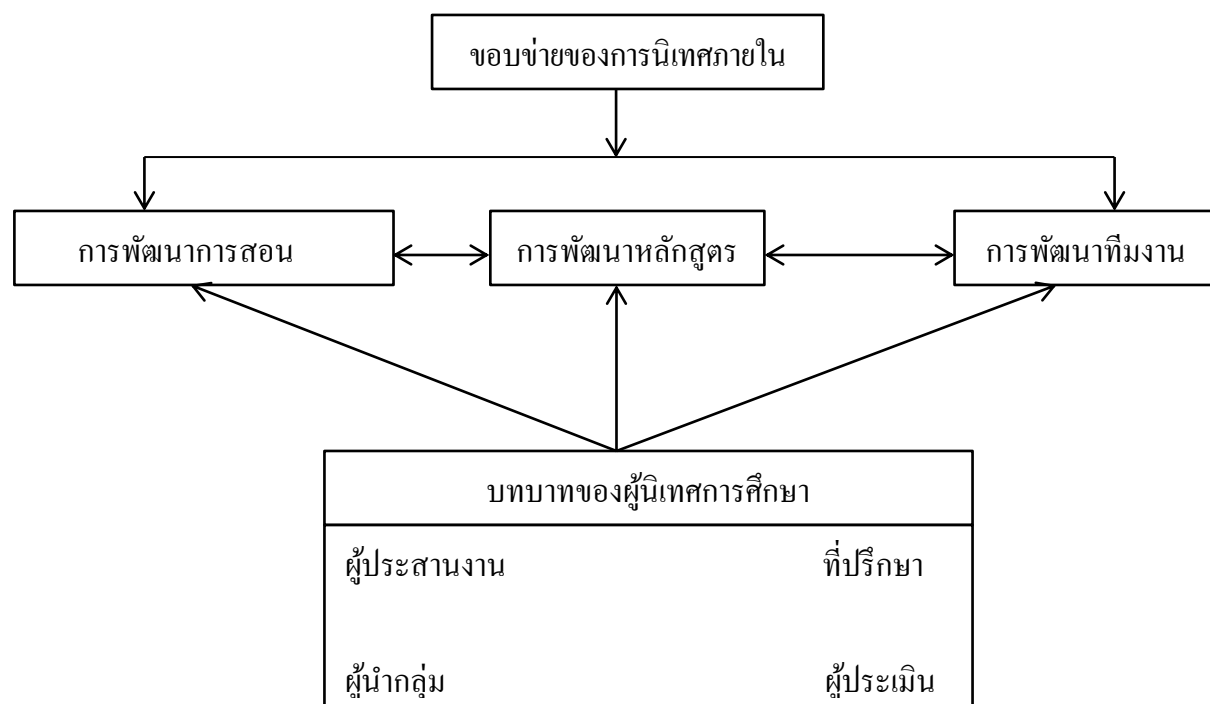 ขอบข่ายของการนิเทศภายใน
การพัฒนาการสอน
การพัฒนาหลักสูตร
การพัฒนาทีมงาน
บทบาทของผู้นิเทศการศึกษา
ผู้ประสานงาน ที่ปรึกษา
ผู้นำกลุ่ม ผู้ประเมิน